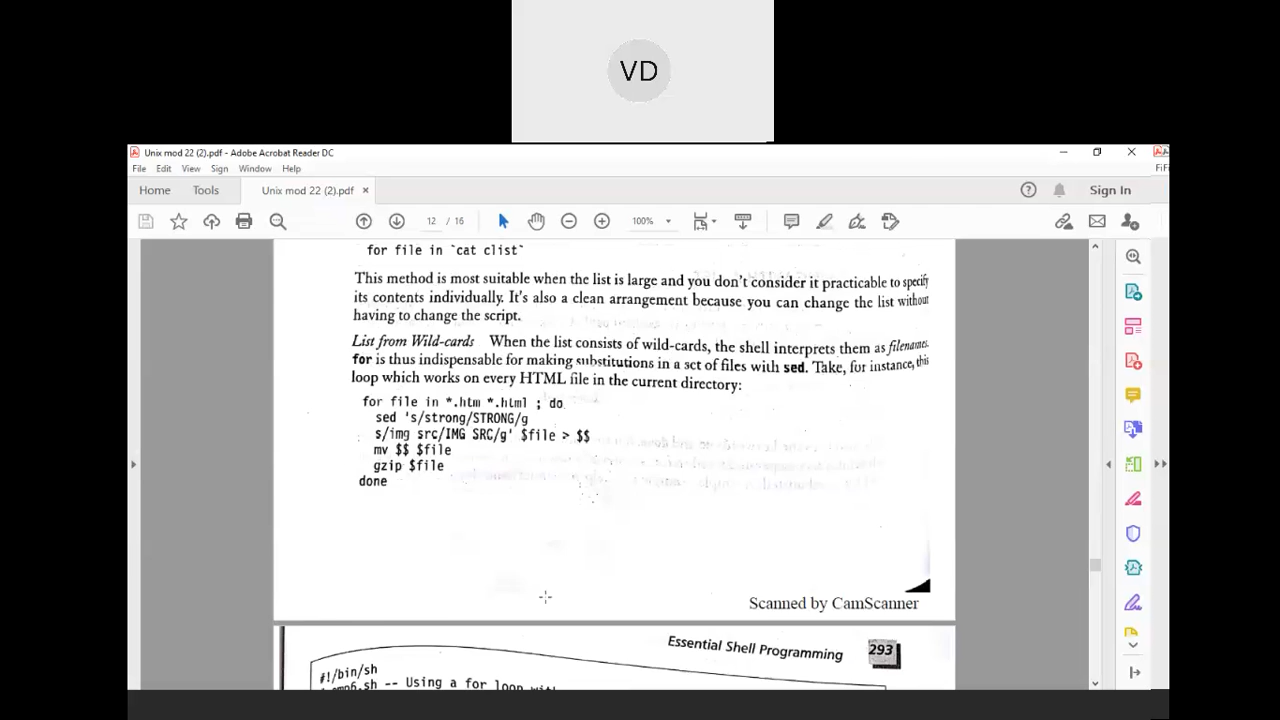 VD
Unix mod 22 (2).pdf - Adobe Acrobat Reader DC
File Edit View Sign Window Help
FiFi
Home Tools Unix mod 22 (2).pdf × Sign In
12 / 16 100%
for file in `cat clist`
This method is most suitable when the list is large and you don't consider it practicable to specify
its contents individually. It's also a clean arrangement because you can change the list without
having to change the script.
List from Wild-cards When the list consists of wild-cards, the shell interprets them as filenames.
for is thus indispensable for making substitutions in a set of files with sed. Take, for instance, this
loop which works on every HTML file in the current directory:
for file in *.htm *.html ; do
sed 's/strong/STRONG/g
s/img src/IMG SRC/g' $file > $$
mv $$ $file
gzip $file
done
Scanned by CamScanner
Essential Shell Programming 293
#!/bin/sh
-- Using a for loop